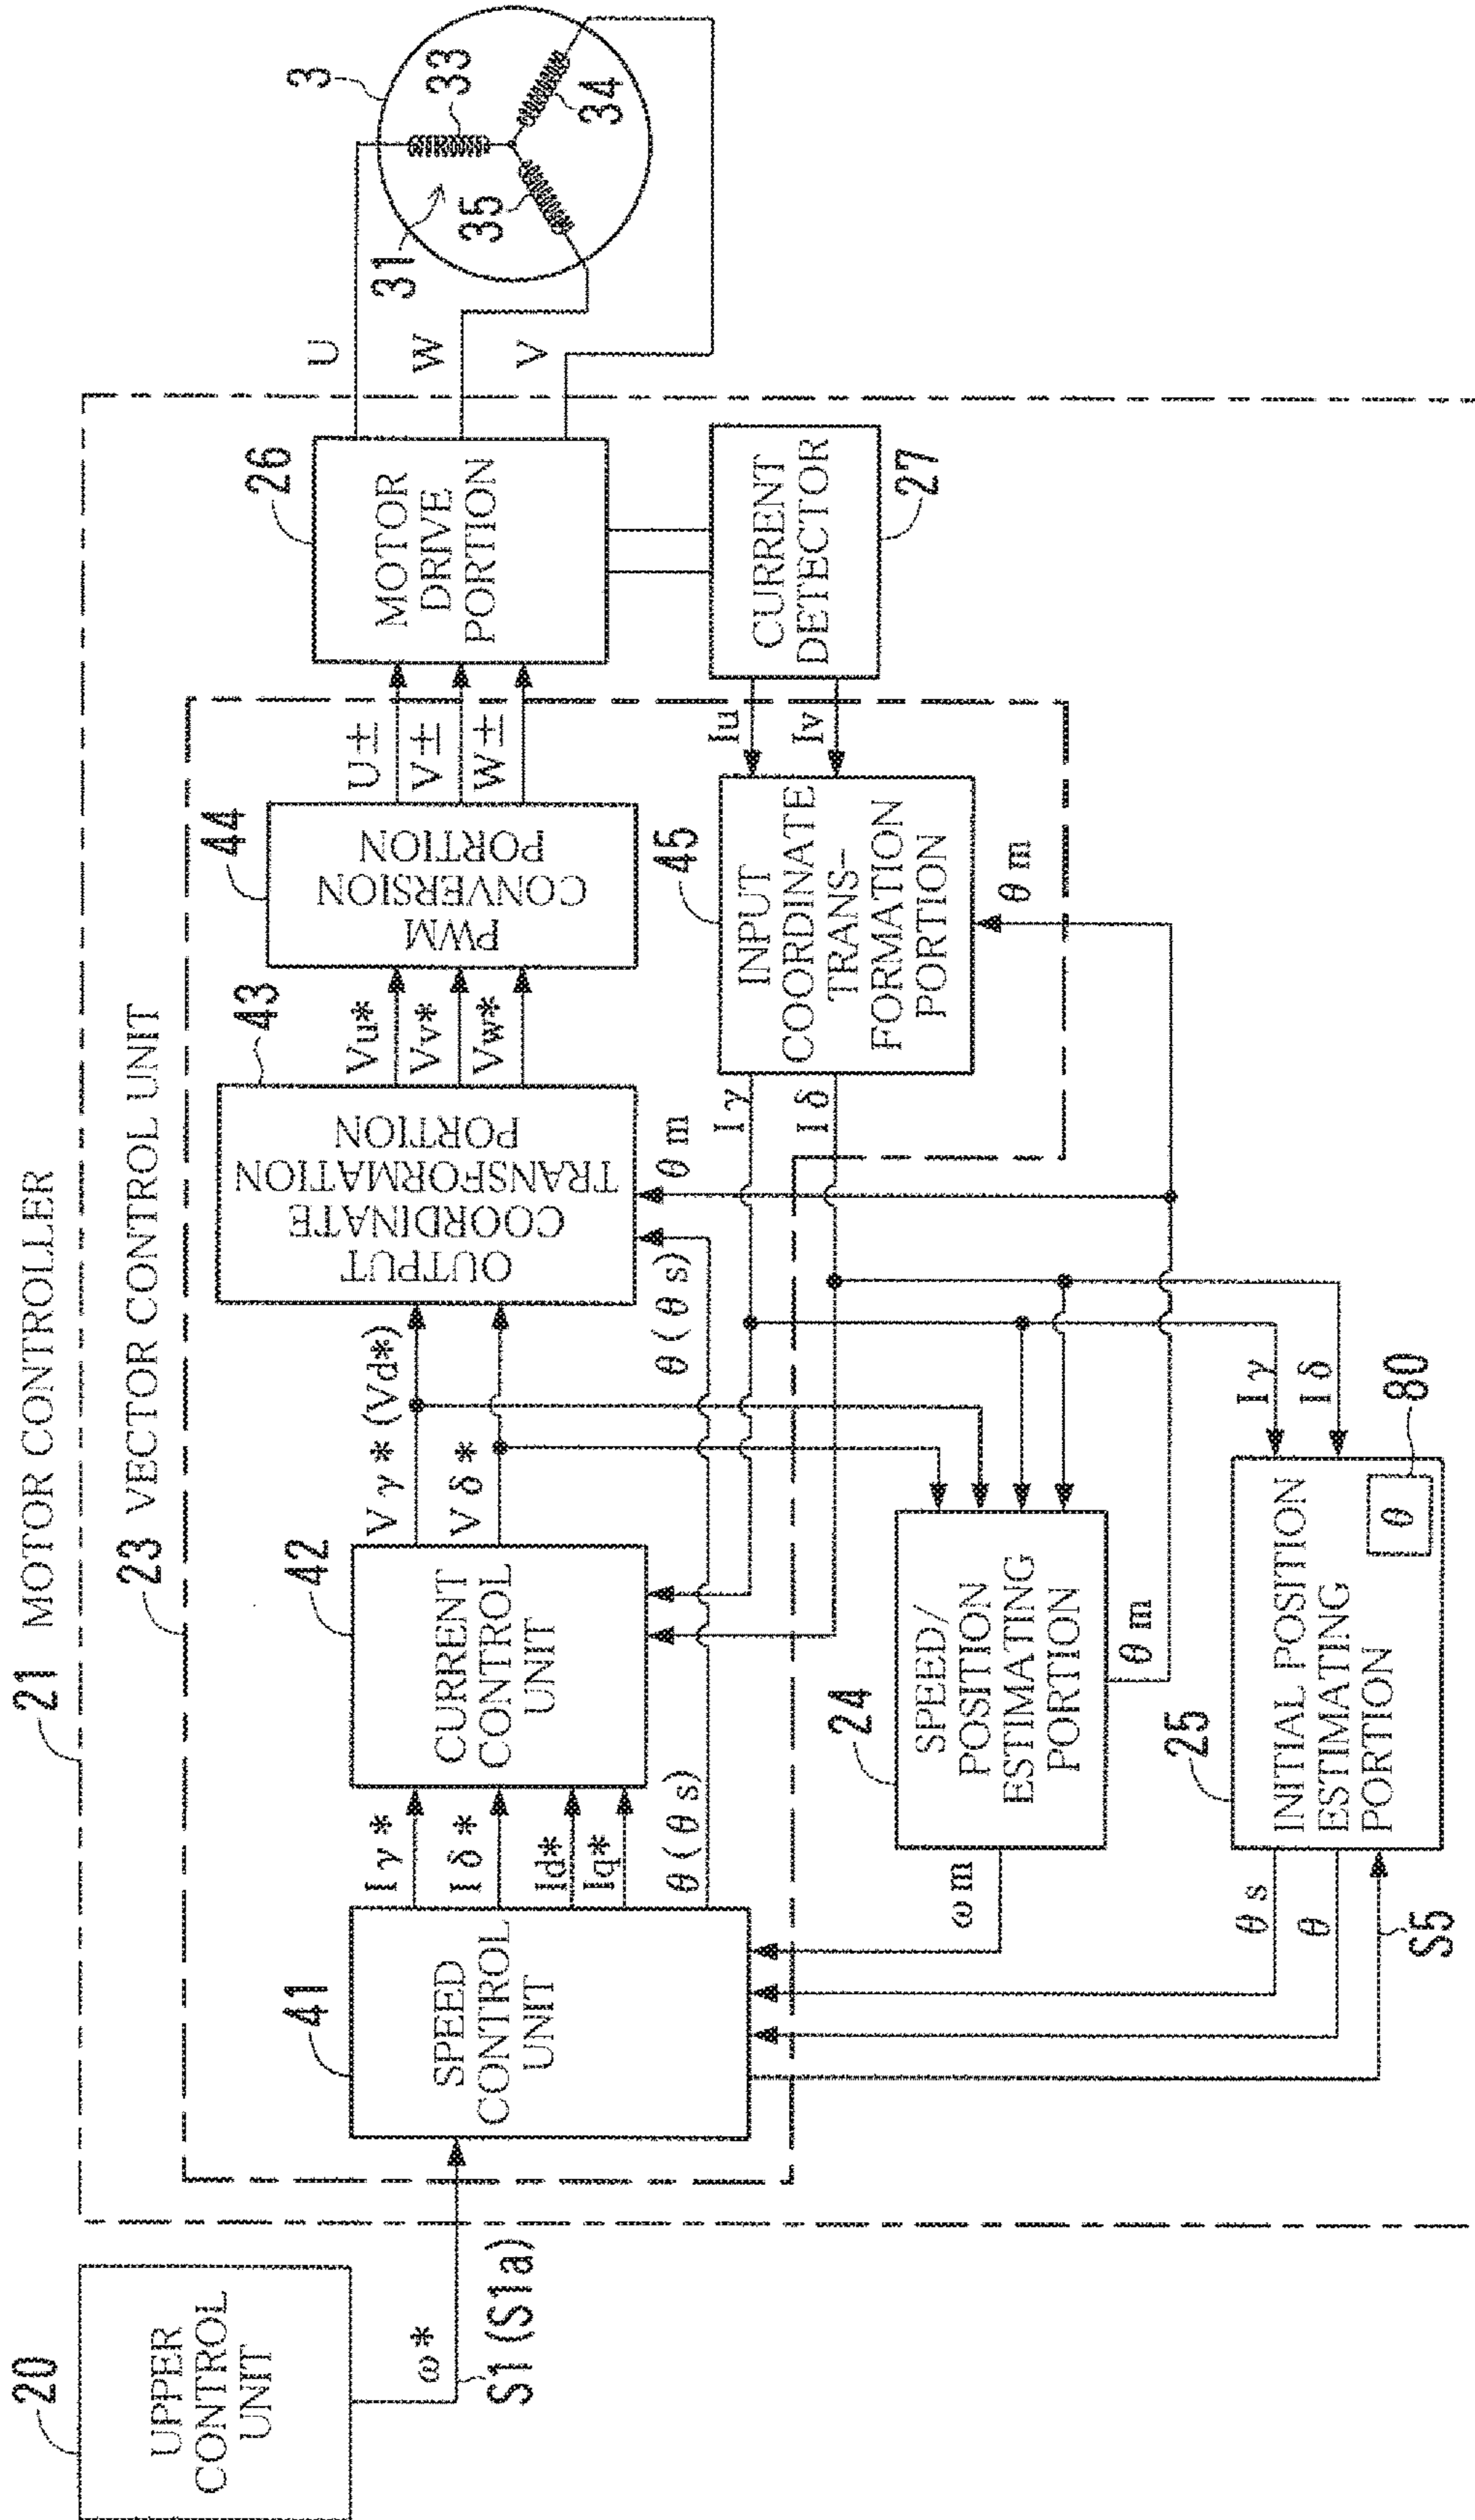 20
UPPER
CONTROL
UNIT
ω*
S1 (S1a)
21 MOTOR CONTROLLER
23 VECTOR CONTROL UNIT
41
SPEED
CONTROL
UNIT
Iγ*
Iδ*
Id*
Iq*
θ(θs)
42
CURRENT
CONTROL
UNIT
Vγ*(Vd*)
Vδ*
θ(θs)
θm
43
OUTPUT
COORDINATE
TRANSFORMATION
PORTION
Vu*
Vv*
Vw*
44
PWM
CONVERSION
PORTION
U±
V±
W±
26
MOTOR
DRIVE
PORTION
U
W
V
3
31
33
34
35
CURRENT
DETECTOR
27
Iu
Iv
45
INPUT
COORDINATE
TRANS-
FORMATION
PORTION
θm
Iγ
Iδ
24
SPEED/
POSITION
ESTIMATING
PORTION
ωm
θm
25
INITIAL POSITION
ESTIMATING
PORTION
θ
80
Iγ
Iδ
θs
θ
S5